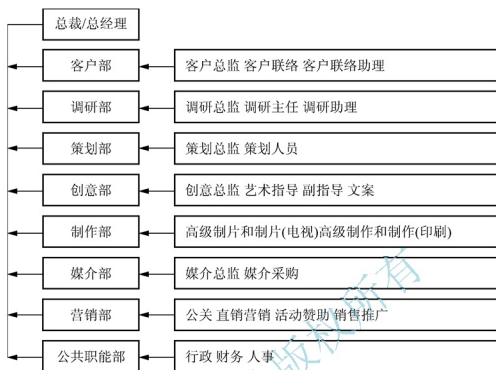 总裁/总经理
客户部 客户总监 客户联络 客户联络助理
调研部 调研总监 调研主任 调研助理
策划部 策划总监 策划人员
创意部 创意总监 艺术指导 副指导 文案
制作部 高级制片和制片(电视)高级制作和制作(印刷)
媒介部 媒介总监 媒介采购
营销部 公关 直销营销 活动赞助 销售推广
公共职能部 行政 财务 人事
版权所有